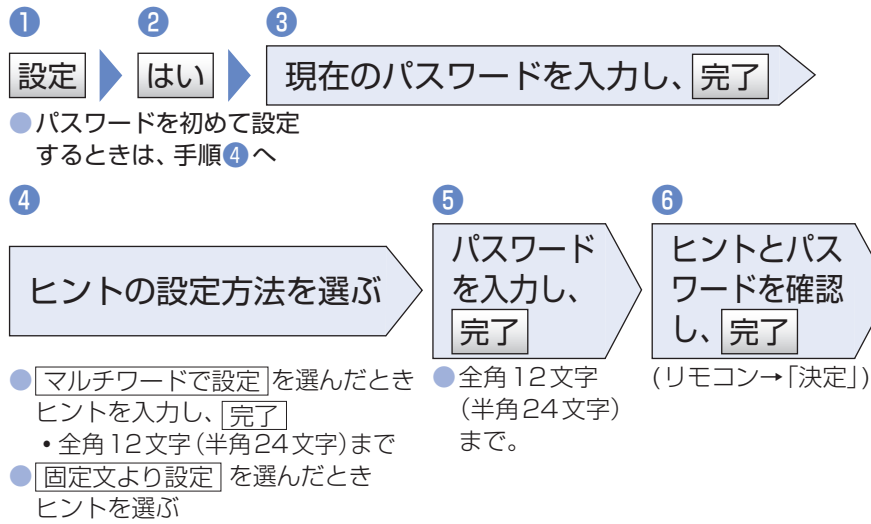 ❶ ❷ ❸
設定 はい 現在のパスワードを入力し、完了
●パスワードを初めて設定
するときは、手順❹へ
❹ ❺ ❻
ヒントの設定方法を選ぶ
パスワード
を入力し、
完了
ヒントとパス
ワードを確認
し、完了
●マルチワードで設定を選んだとき
ヒントを入力し、完了
•全角12文字(半角24文字)まで
●固定文より設定を選んだとき
ヒントを選ぶ
●全角12文字
(半角24文字)
まで。
(リモコン→「決定」)